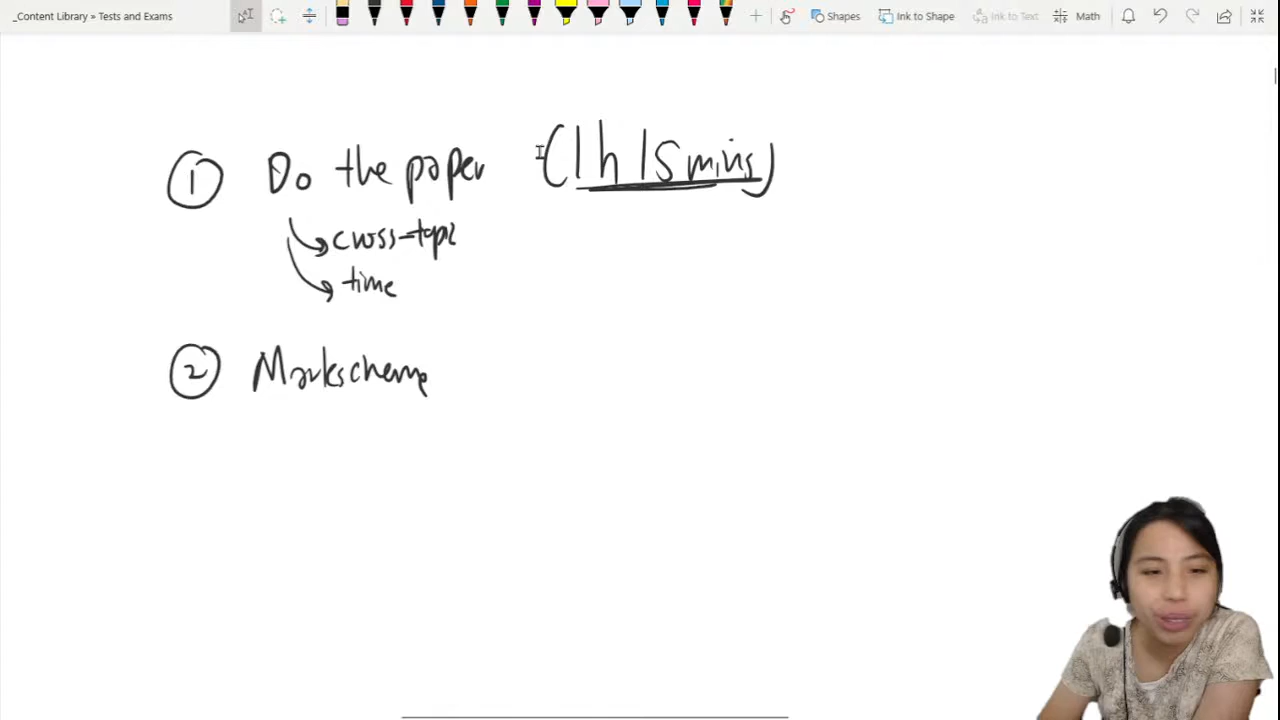 _Content Library » Tests and Exams Shapes Ink to Shape Ink to Text Math
1 Do the paper (1h 15mins)
cross-topic
time
2 Markscheme